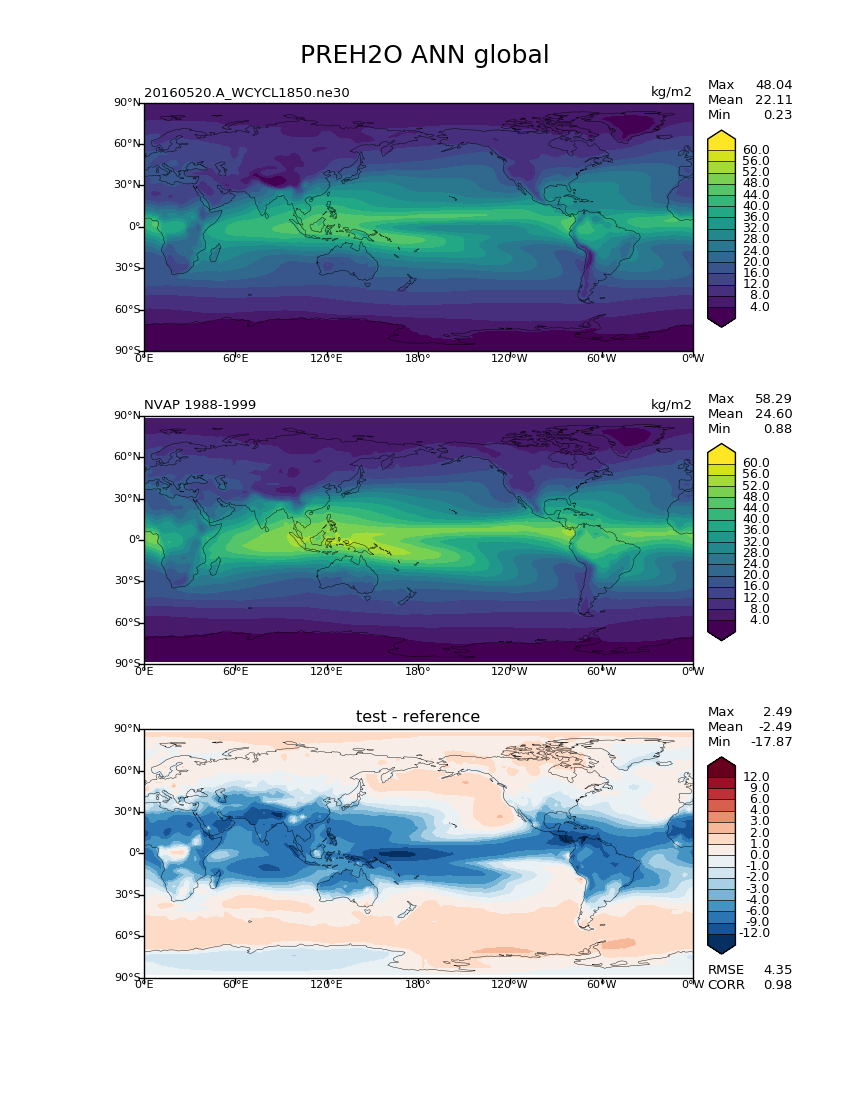 PREH2O ANN global
20160520.A_WCYCL1850.ne30
kg/m2
Max 48.04
Mean 22.11
Min 0.23
90°N
60°N
30°N
0°
30°S
60°S
90°S
0°E 60°E 120°E 180° 120°W 60°W 0°W
60.0
56.0
52.0
48.0
44.0
40.0
36.0
32.0
28.0
24.0
20.0
16.0
12.0
8.0
4.0
NVAP 1988-1999
kg/m2
Max 58.29
Mean 24.60
Min 0.88
90°N
60°N
30°N
0°
30°S
60°S
90°S
0°E 60°E 120°E 180° 120°W 60°W 0°W
60.0
56.0
52.0
48.0
44.0
40.0
36.0
32.0
28.0
24.0
20.0
16.0
12.0
8.0
4.0
test - reference
Max 2.49
Mean -2.49
Min -17.87
90°N
60°N
30°N
0°
30°S
60°S
90°S
0°E 60°E 120°E 180° 120°W 60°W 0°W
12.0
9.0
6.0
4.0
3.0
2.0
1.0
0.0
-1.0
-2.0
-3.0
-4.0
-6.0
-9.0
-12.0
RMSE 4.35
CORR 0.98